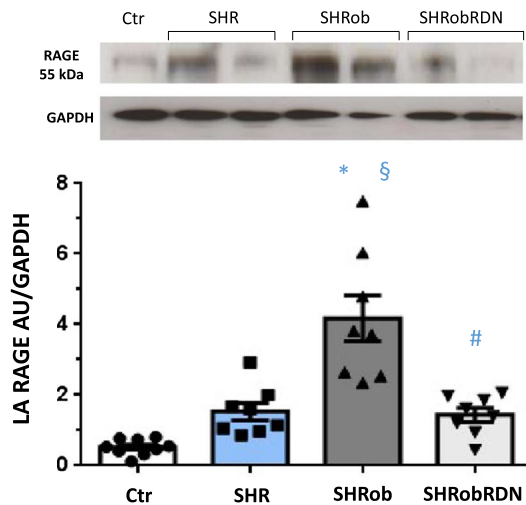 Ctr SHR SHRob SHRobRDN
RAGE
55 kDa
GAPDH
* §
8
6
4
2
0
#
LA RAGE AU/GAPDH
Ctr SHR SHRob SHRobRDN